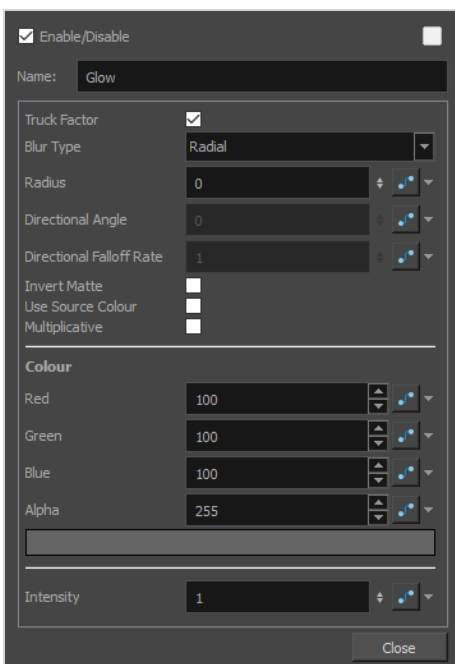 Enable/Disable
Name: Glow
Truck Factor
Blur Type Radial
Radius 0
Directional Angle 0
Directional Falloff Rate 1
Invert Matte
Use Source Colour
Multiplicative
Colour
Red 100
Green 100
Blue 100
Alpha 255
Intensity 1
Close